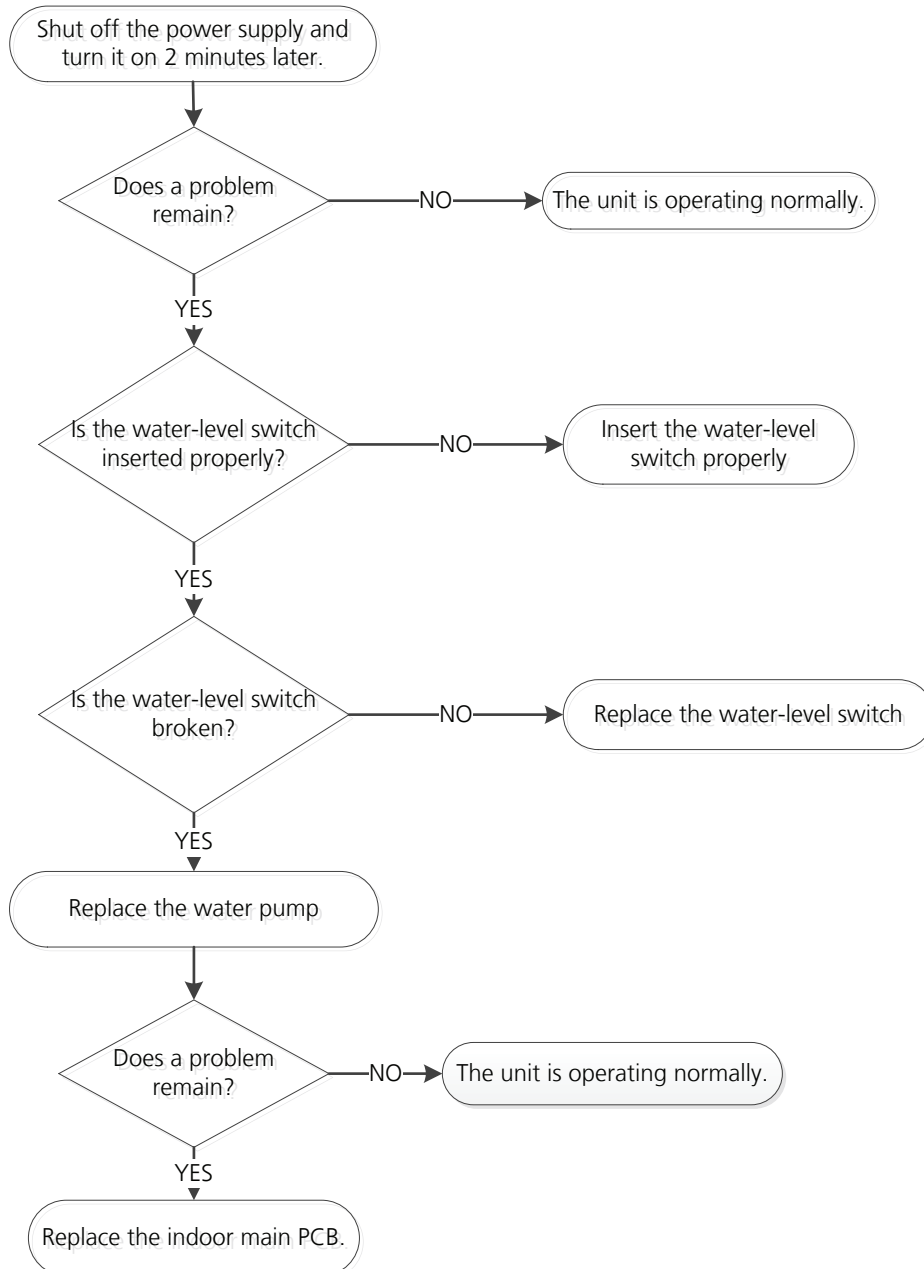 Shut off the power supply and
turn it on 2 minutes later.
Does a problem
remain?
NO
The unit is operating normally.
YES
Is the water-level switch
inserted properly?
NO
Insert the water-level
switch properly
YES
Is the water-level switch
broken?
NO
Replace the water-level switch
YES
Replace the water pump
Does a problem
remain?
NO
The unit is operating normally.
YES
Replace the indoor main PCB.